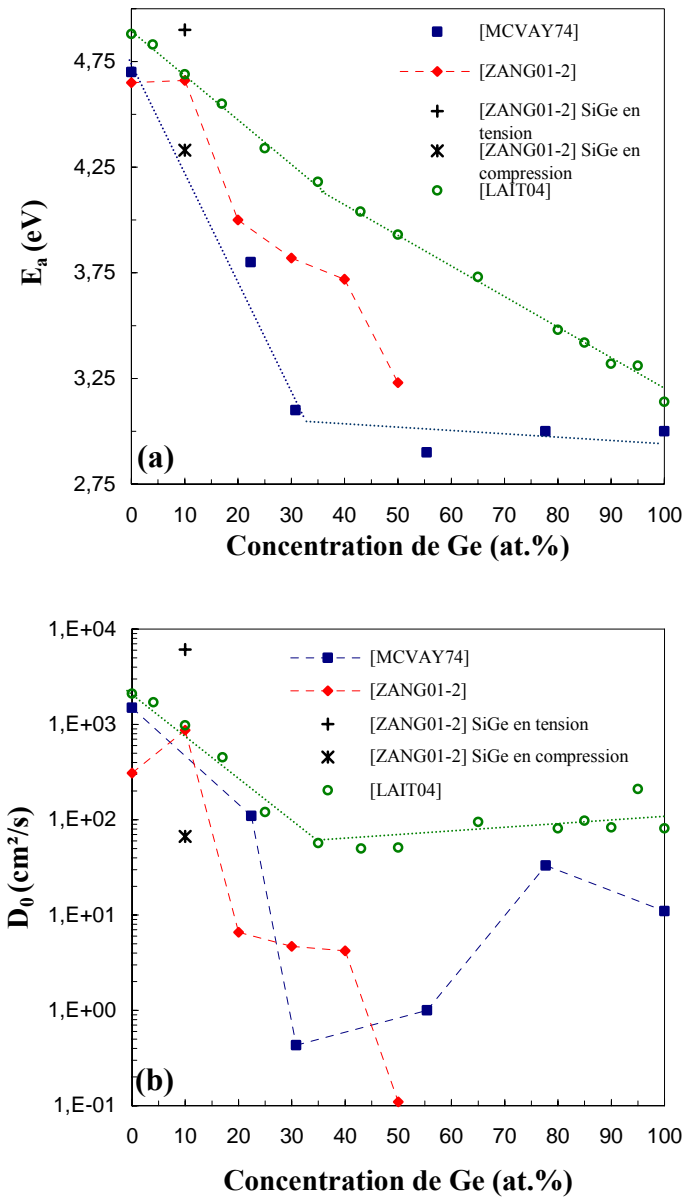 (a)
[MCVAY74]
4,75
[ZANG01-2]
[ZANG01-2] SiGe en
tension
[ZANG01-2] SiGe en
compression
4,25
[LAIT04]
Ea (eV)
3,75
3,25
(a)
2,75
0 10 20 30 40 50 60 70 80 90 100
Concentration de Ge (at.%)
1,E+04
[MCVAY74]
[ZANG01-2]
1,E+03
[ZANG01-2] SiGe en tension
[ZANG01-2] SiGe en compression
[LAIT04]
1,E+02
D0 (cm²/s)
1,E+01
1,E+00
(b)
1,E-01
0 10 20 30 40 50 60 70 80 90 100
Concentration de Ge (at.%)